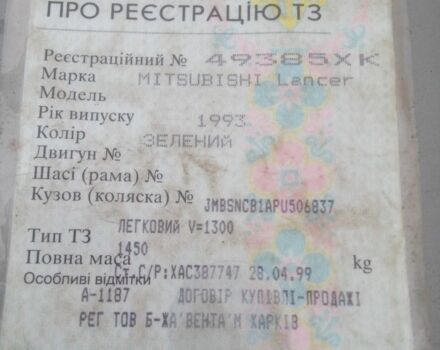 ПРО РЕЄСТРАЦІЮ ТЗ
Реєстраційний № 49385ХК
Марка MITSUBISHI Lancer
Модель
Рік випуску 1993
Колір ЗЕЛЕНИЙ
Двигун №
Шасі (рама) №
Кузов (коляска) № JMBSNCB1APU506837
Тип ТЗ ЛЕГКОВИЙ V=1300
Повна маса 1450 kg
Особливі відмітки Ст.С/Р:ХАС387747 28.04.99
А-1187 ДОГОВІР КУПІВЛІ-ПРОДАЖІ
РЕГ ТОВ Б-ХА'ВЕНТА'М ХАРКІВ